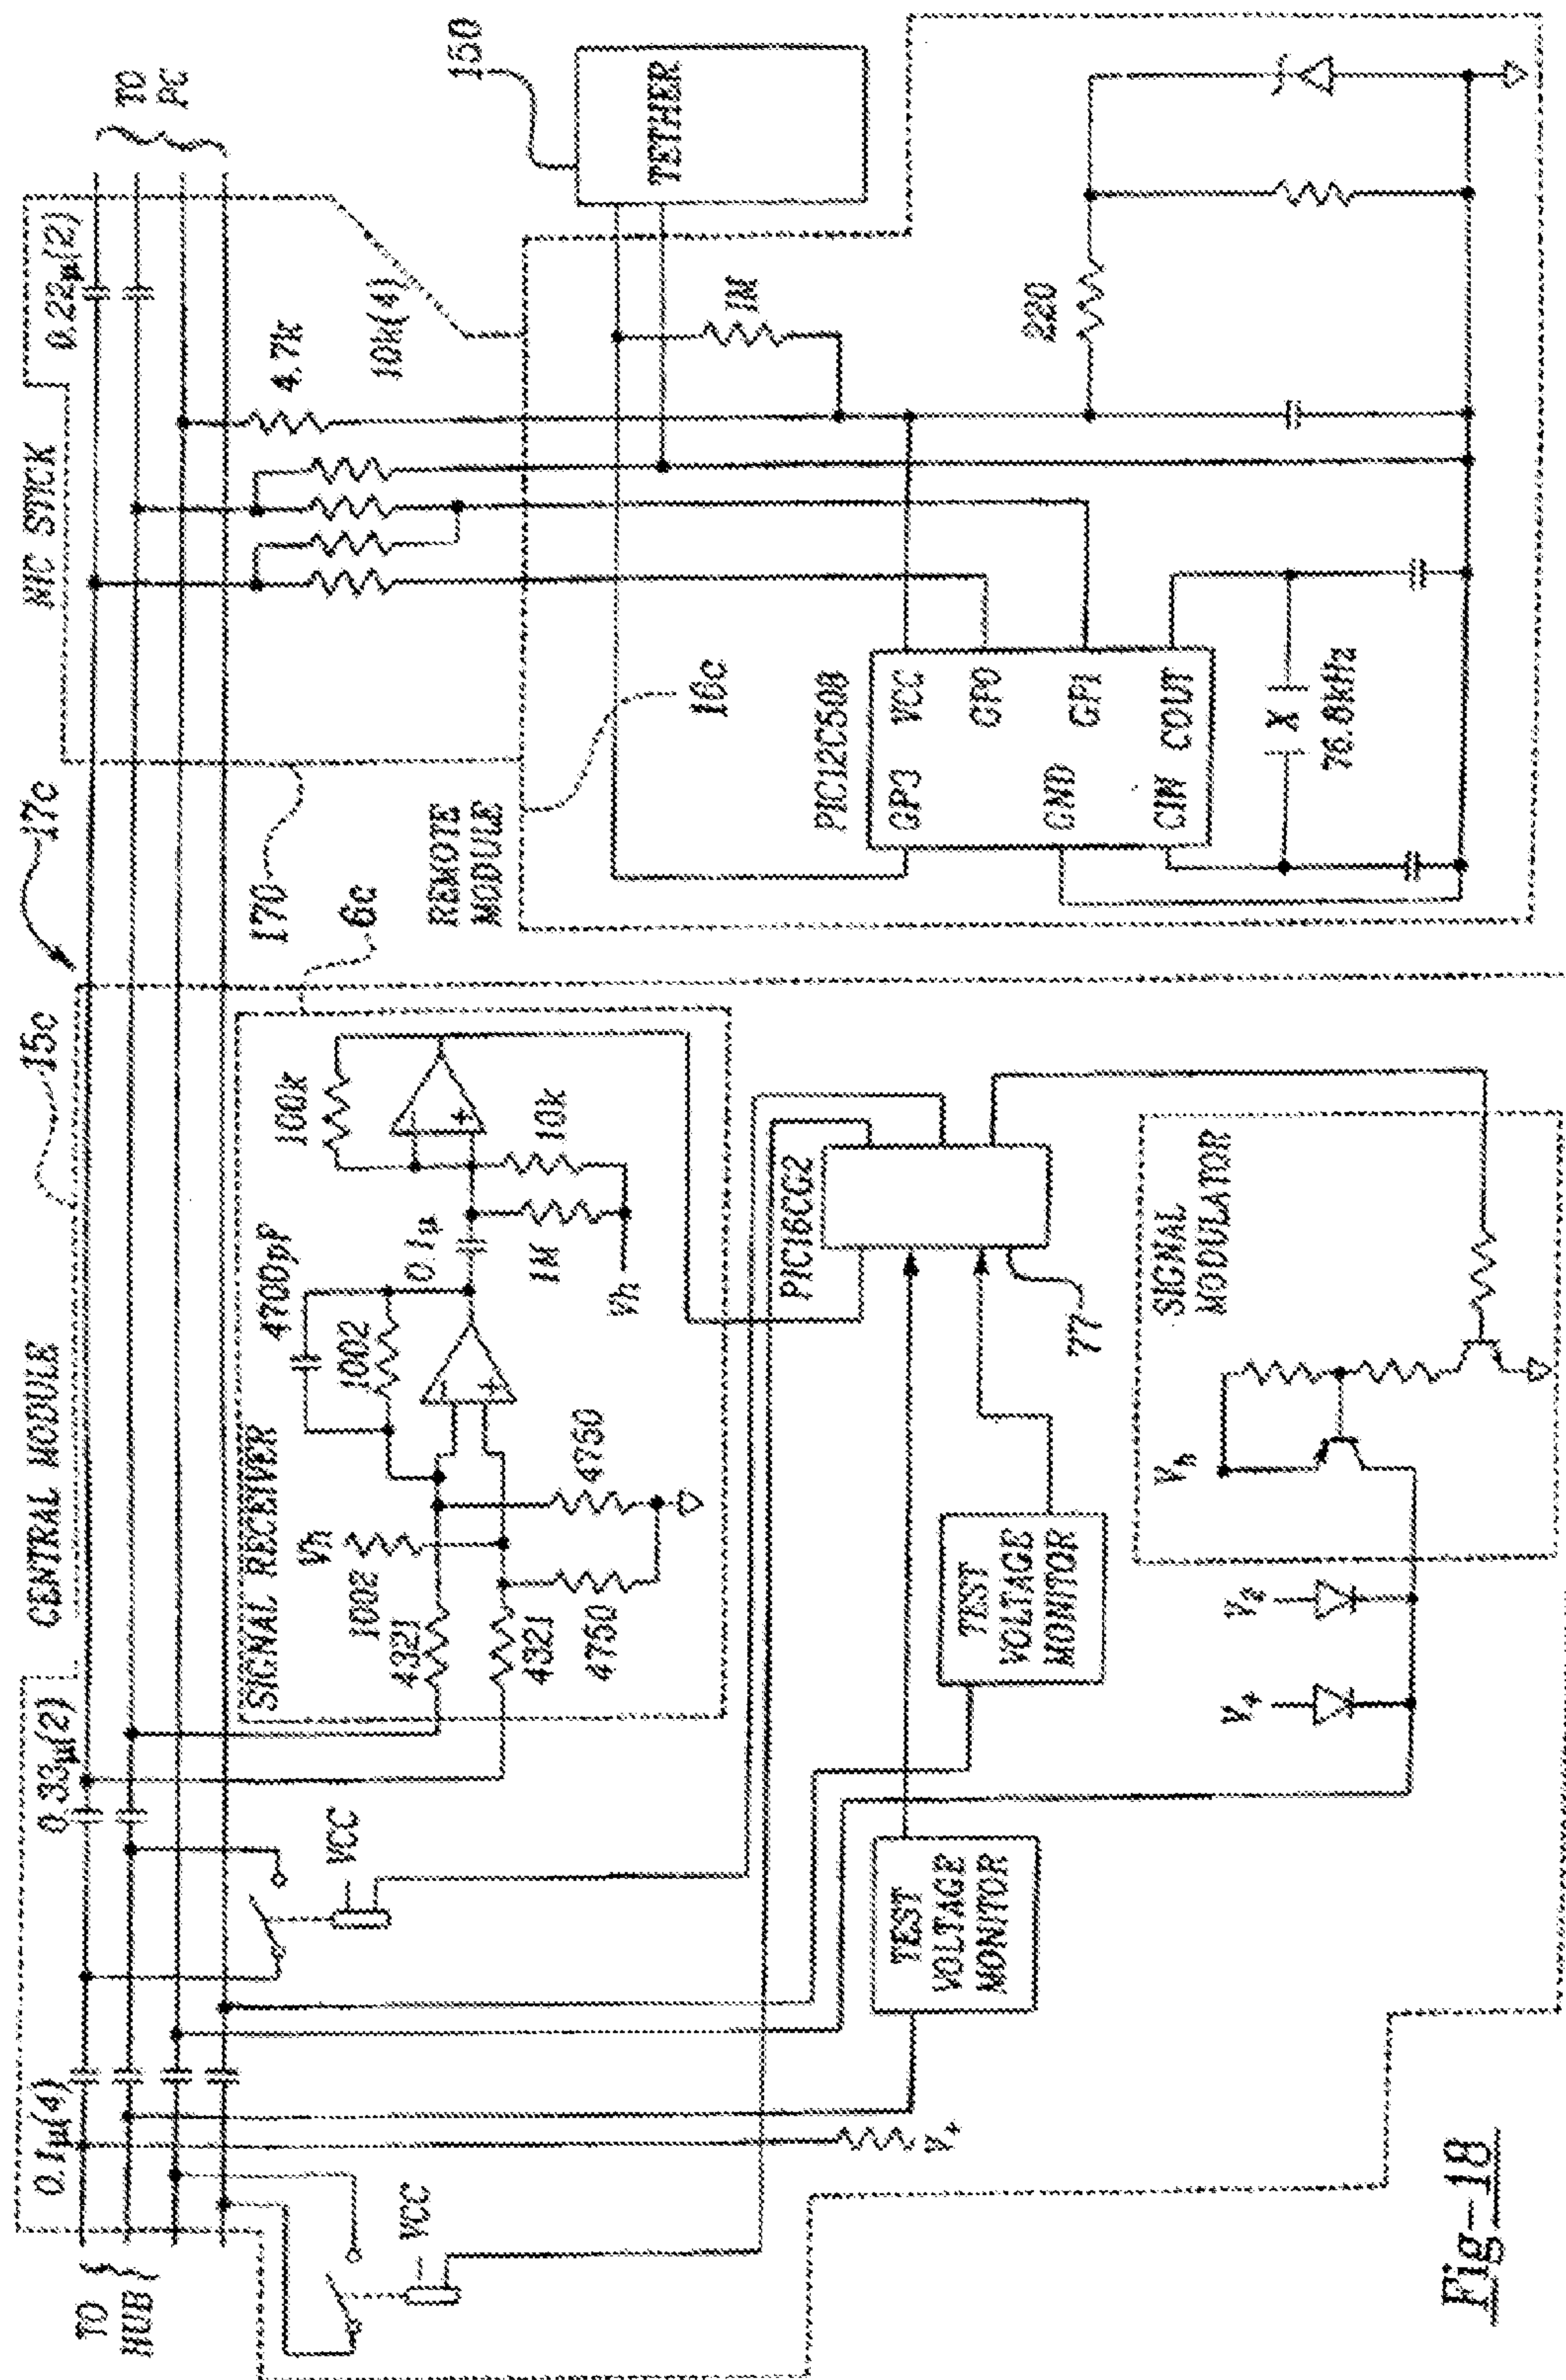 17c
15c
CENTRAL MODULE
NIC STICK
TO
HUB
0.1μ(4)
0.33μ(2)
0.22μ(2)
TO
PC
VCC
VCC
SIGNAL RECEIVER
4321
4321
1002
Vh
4750
4750
1002
4700pF
0.1μ
1M
Vh
10k
100k
6c
170
REMOTE
MODULE
16c
4.7k
10k(4)
150
TETHER
1M
220
PIC12C508
GP3
VCC
GP0
GND
GP1
CIN
COUT
X
76.8kHz
TEST
VOLTAGE
MONITOR
TEST
VOLTAGE
MONITOR
PIC16CG2
77
SIGNAL
MODULATOR
Vh
Fig-18